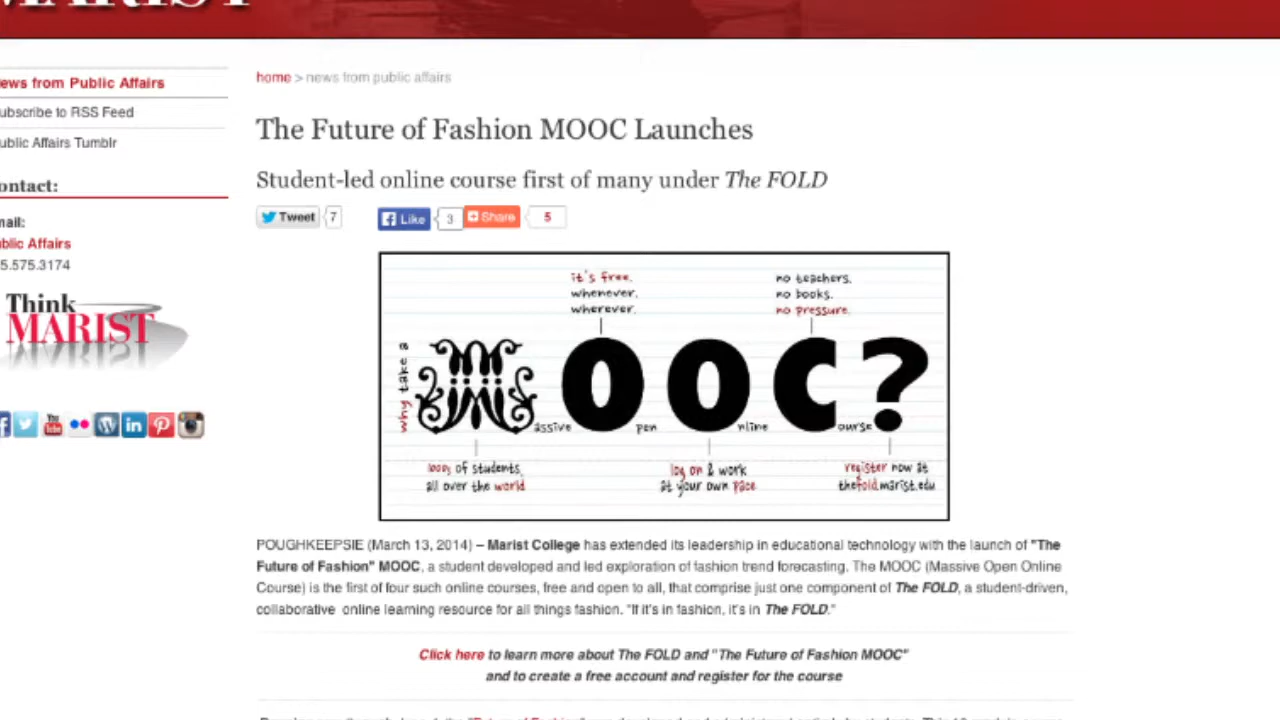 MARIST
ews from Public Affairs
ubscribe to RSS Feed
ublic Affairs Tumblr
ontact:
mail:
ublic Affairs
5.575.3174
Think
MARIST
You
Tube
home > news from public affairs
The Future of Fashion MOOC Launches
Student-led online course first of many under The FOLD
Tweet 7 Like 3 Share 5
it's free.
whenever.
wherever.
no teachers.
no books.
no pressure.
why take a
MOOC?
assive pen nline ourse
1000s of students,
all over the world
log on & work
at your own pace
register now at
thefold.marist.edu
POUGHKEEPSIE (March 13, 2014) – Marist College has extended its leadership in educational technology with the launch of "The
Future of Fashion" MOOC, a student developed and led exploration of fashion trend forecasting. The MOOC (Massive Open Online
Course) is the first of four such online courses, free and open to all, that comprise just one component of The FOLD, a student-driven,
collaborative online learning resource for all things fashion. "If it's in fashion, it's in The FOLD."
Click here to learn more about The FOLD and "The Future of Fashion MOOC"
and to create a free account and register for the course